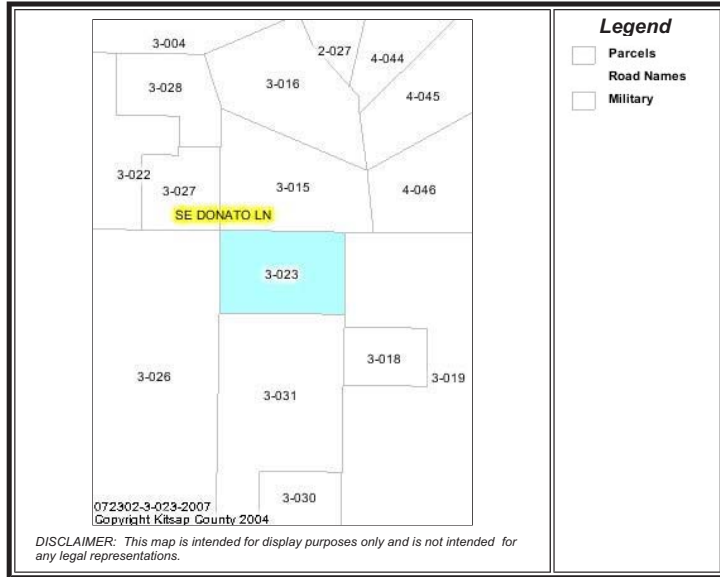 3-004
2-027
4-044
3-028
3-016
4-045
3-022
3-027
3-015
4-046
SE DONATO LN
3-023
3-026
3-018
3-019
3-031
3-030
072302-3-023-2007
Copyright Kitsap County 2004
DISCLAIMER: This map is intended for display purposes only and is not intended for
any legal representations.
Legend
Parcels
Road Names
Military